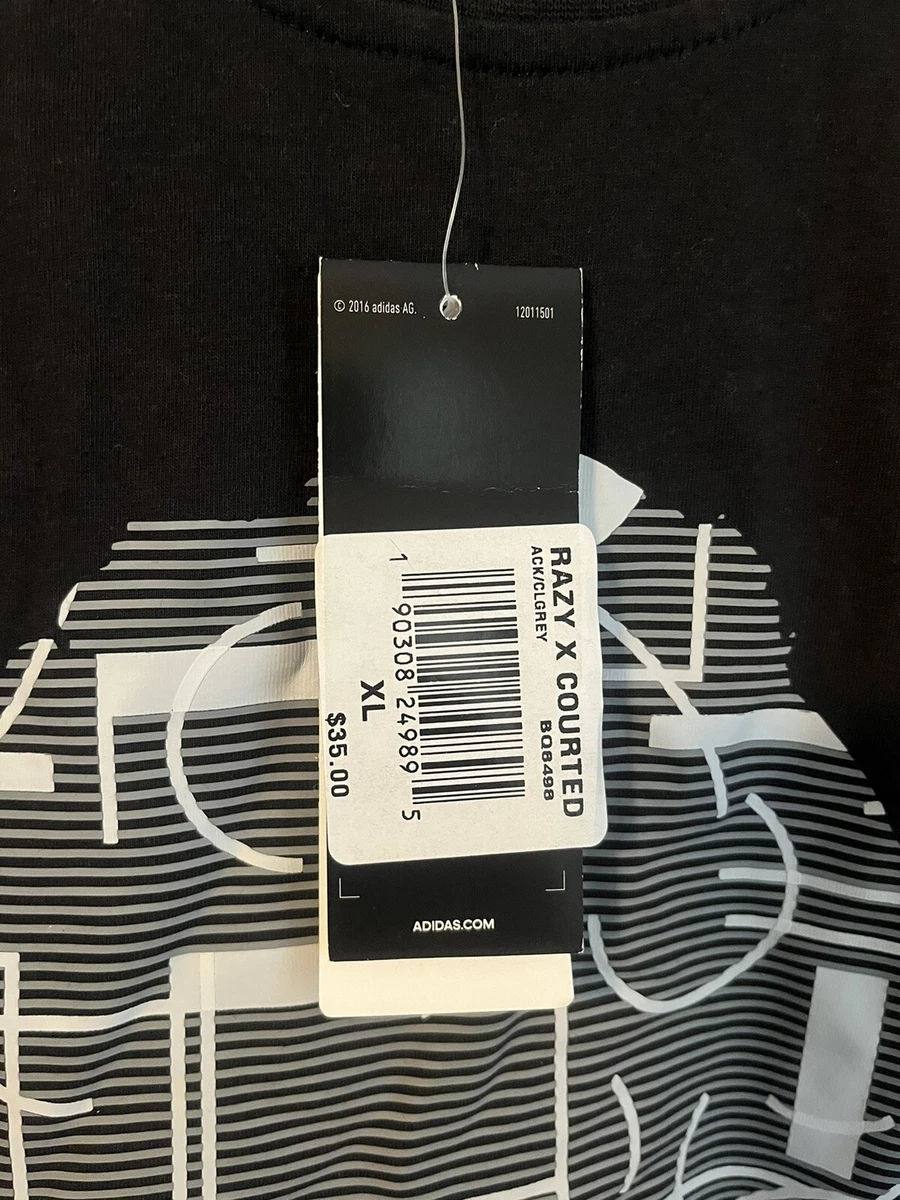 © 2016 adidas AG.
12011501
RAZY X COURTED
ACK/CLGREY
BQ8498
1 90308 24989 5
XL
$35.00
ADIDAS.COM